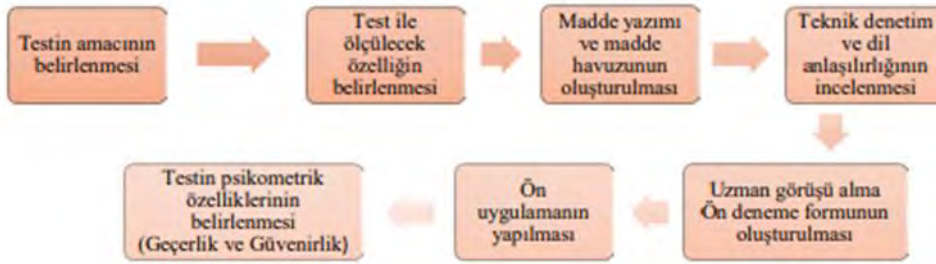 Testin amacının
belirlenmesi
Test ile
ölçülecek
özelliğin
belirlenmesi
Madde yazımı
ve madde
havuzunun
oluşturulması
Teknik denetim
ve dil
anlaşılırlığının
incelenmesi
Uzman görüşü alma
Ön deneme formunun
oluşturulması
Ön
uygulamanın
yapılması
Testin psikometrik
özelliklerinin
belirlenmesi
(Geçerlik ve Güvenirlik)